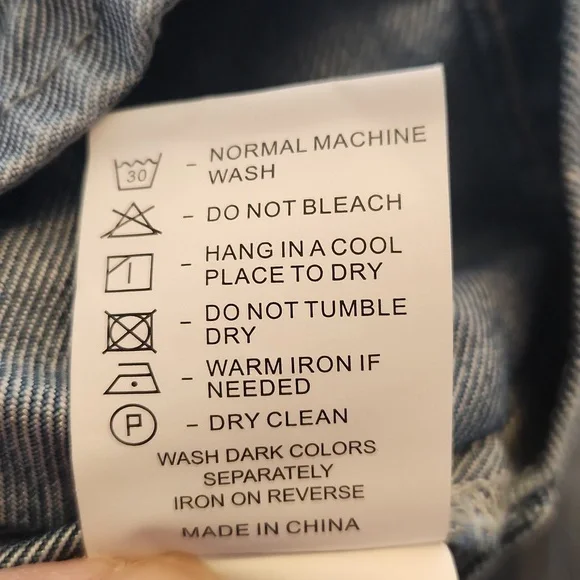 30 - NORMAL MACHINE
WASH
- DO NOT BLEACH
- HANG IN A COOL
PLACE TO DRY
- DO NOT TUMBLE
DRY
- WARM IRON IF
NEEDED
P - DRY CLEAN
WASH DARK COLORS
SEPARATELY
IRON ON REVERSE
MADE IN CHINA